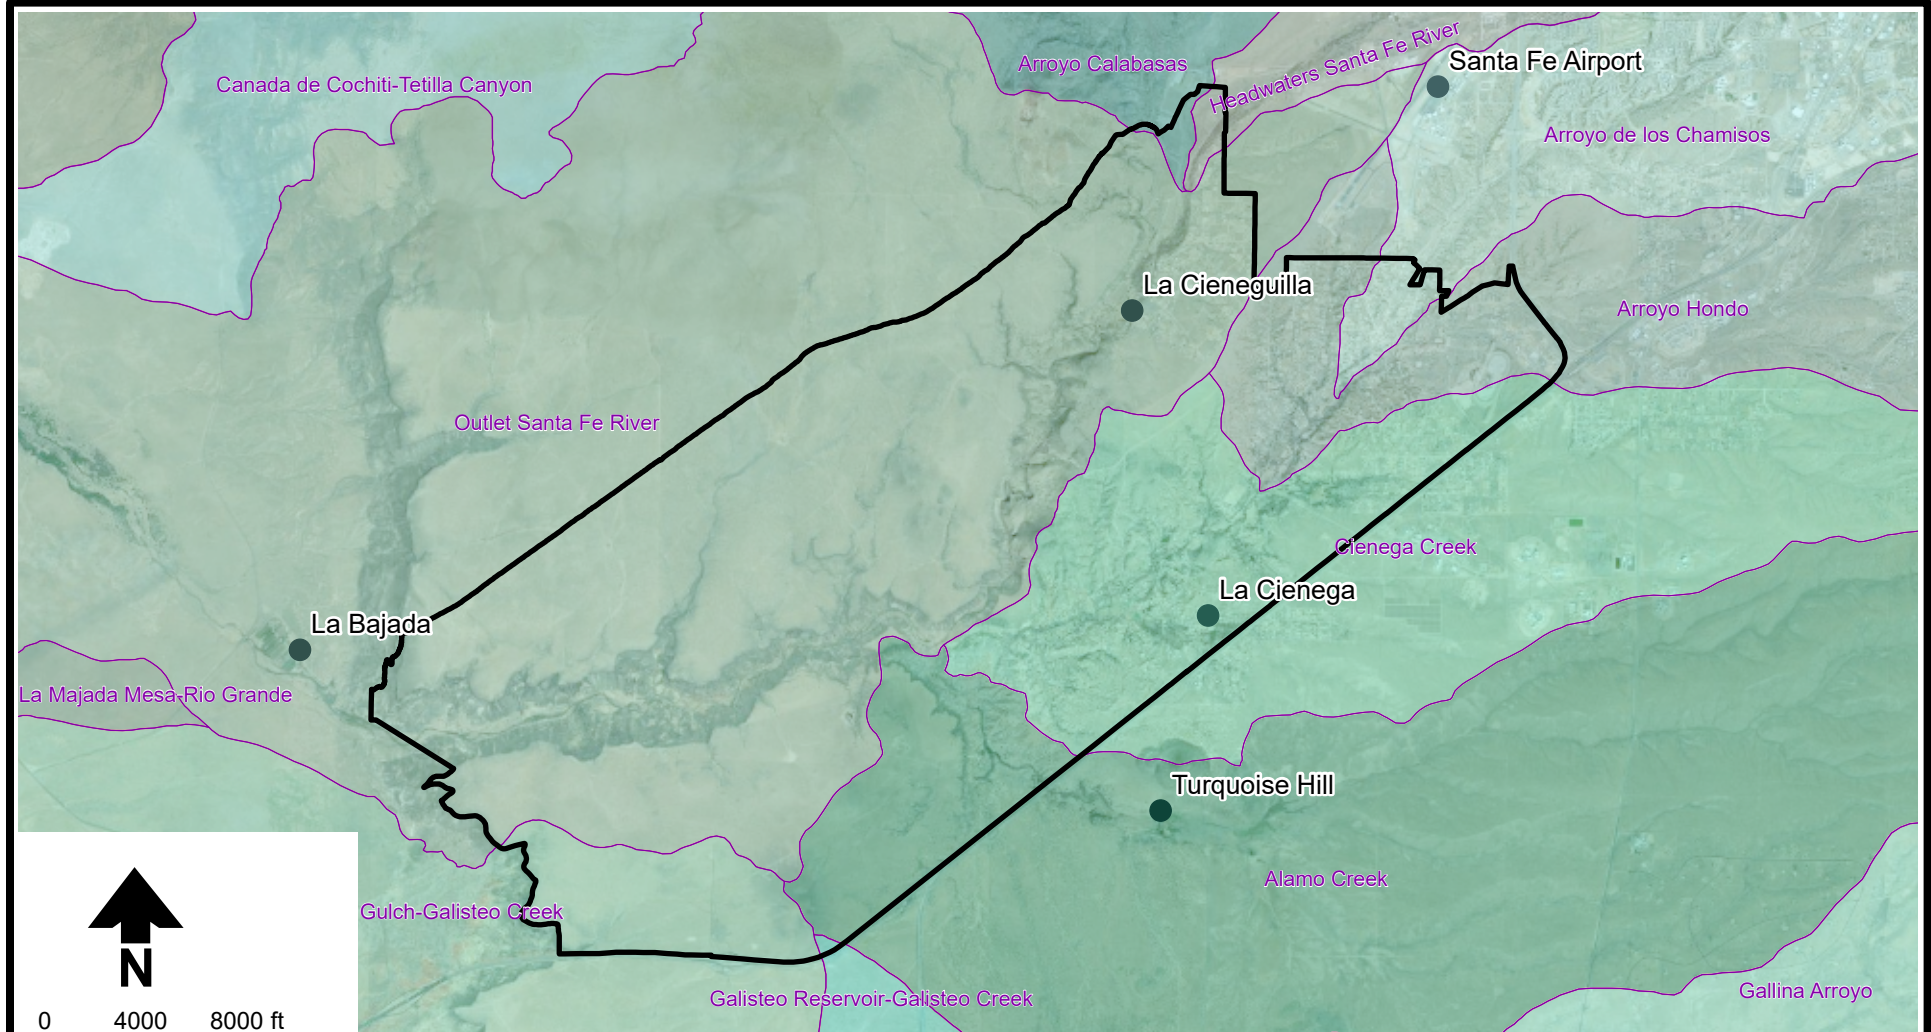 Headwaters Santa Fe River
Santa Fe Airport
Arroyo Calabasas
Canada de Cochiti-Tetilla Canyon
Arroyo de los Chamisos
La Cieneguilla
Arroyo Hondo
Outlet Santa Fe River
Cienega Creek
La Cienega
La Bajada
La Majada Mesa-Rio Grande
Turquoise Hill
Alamo Creek
Gulch-Galisteo Creek
N
Gallina Arroyo
Galisteo Reservoir-Galisteo Creek
0 4000 8000 ft